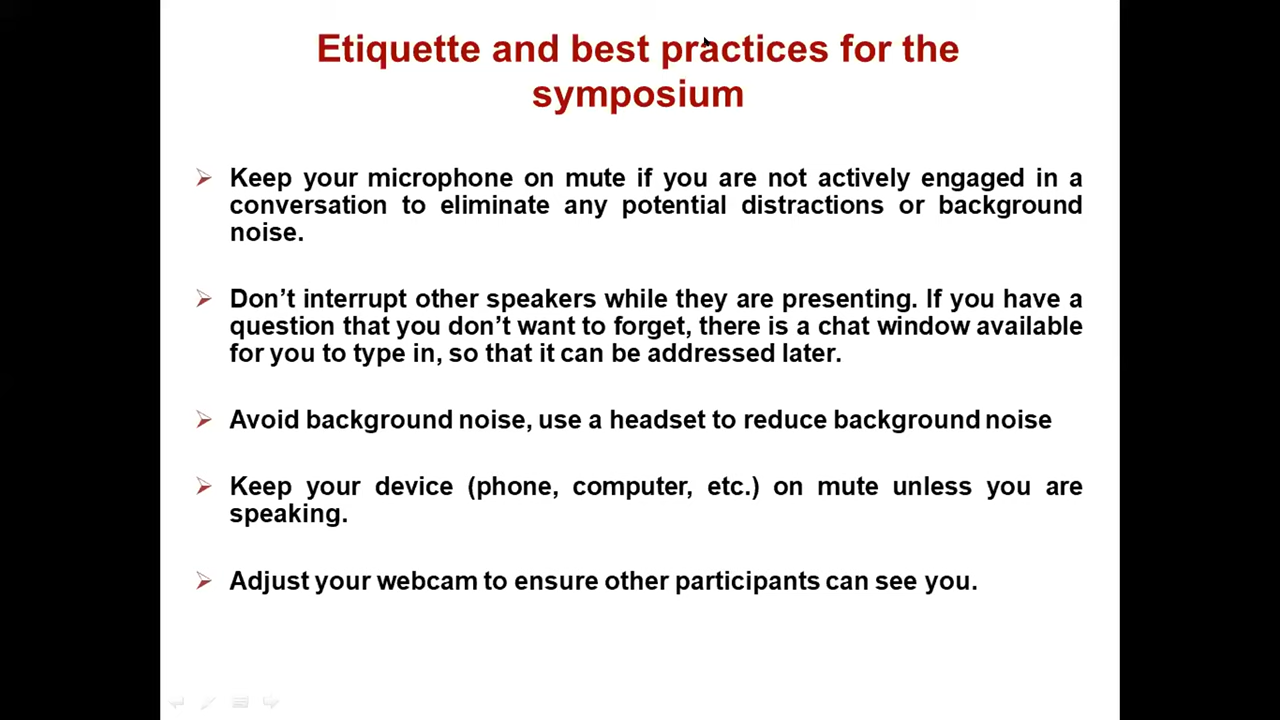 Etiquette and best practices for the
symposium
Keep your microphone on mute if you are not actively engaged in a
conversation to eliminate any potential distractions or background
noise.
Don’t interrupt other speakers while they are presenting. If you have a
question that you don’t want to forget, there is a chat window available
for you to type in, so that it can be addressed later.
Avoid background noise, use a headset to reduce background noise
Keep your device (phone, computer, etc.) on mute unless you are
speaking.
Adjust your webcam to ensure other participants can see you.